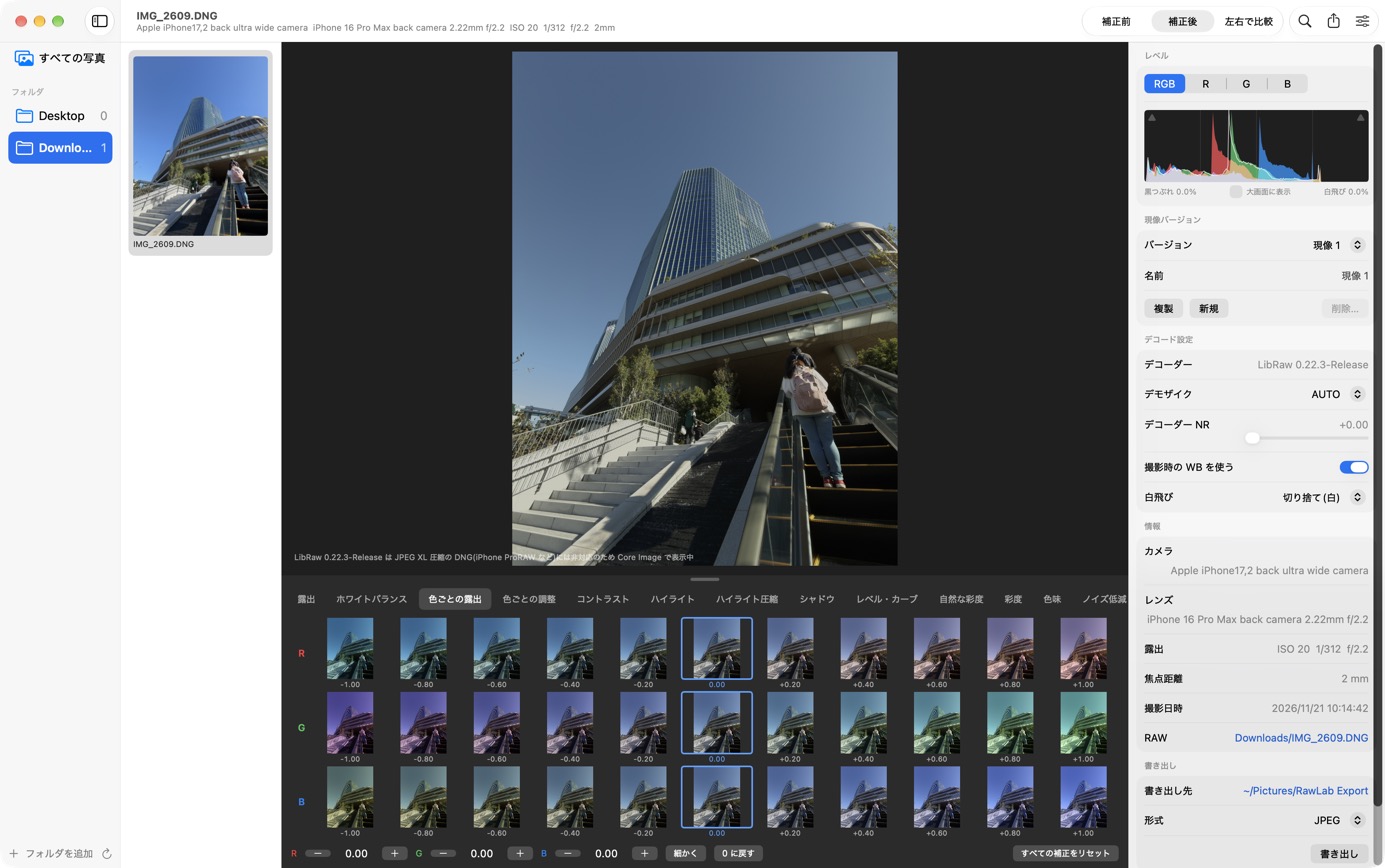 IMG_2609.DNG
Apple iPhone17,2 back ultra wide camera iPhone 16 Pro Max back camera 2.22mm f/2.2 ISO 20 1/312 f/2.2 2mm
補正前 補正後 左右で比較
すべての写真
フォルダ
Desktop 0
Downlo... 1
フォルダを追加
IMG_2609.DNG
LibRaw 0.22.3-Release は JPEG XL 圧縮の DNG(iPhone ProRAW など)には非対応のため Core Image で表示中
露出 ホワイトバランス 色ごとの露出 色ごとの調整 コントラスト ハイライト ハイライト圧縮 シャドウ レベル・カーブ 自然な彩度 彩度 色味 ノイズ低減
R
-1.00 -0.80 -0.60 -0.40 -0.20 0.00 +0.20 +0.40 +0.60 +0.80 +1.00
G
-1.00 -0.80 -0.60 -0.40 -0.20 0.00 +0.20 +0.40 +0.60 +0.80 +1.00
B
-1.00 -0.80 -0.60 -0.40 -0.20 0.00 +0.20 +0.40 +0.60 +0.80 +1.00
R − 0.00 + G − 0.00 + B − 0.00 + 細かく 0 に戻す すべての補正をリセット
レベル
RGB R G B
黒つぶれ 0.0% 大画面に表示 白飛び 0.0%
現像バージョン
バージョン 現像 1
名前 現像 1
複製 新規 削除...
デコード設定
デコーダー LibRaw 0.22.3-Release
デモザイク AUTO
デコーダー NR +0.00
撮影時の WB を使う
白飛び 切り捨て(白)
情報
カメラ
Apple iPhone17,2 back ultra wide camera
レンズ
iPhone 16 Pro Max back camera 2.22mm f/2.2
露出 ISO 20 1/312 f/2.2
焦点距離 2 mm
撮影日時 2026/11/21 10:14:42
RAW Downloads/IMG_2609.DNG
書き出し
書き出し先 ~/Pictures/RawLab Export
形式 JPEG
書き出し